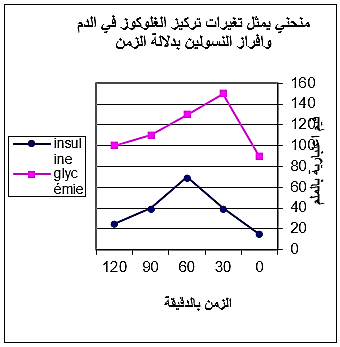 منحني يمثل تغيرات تركيز الغلوكوز في الدم
وافراز النسولين بدلالة الزمن
160
140
120
100
80
60
40
20
0
insul
ine
glyc
émie
120 90 60 30 0
الزمن بالدقيقة